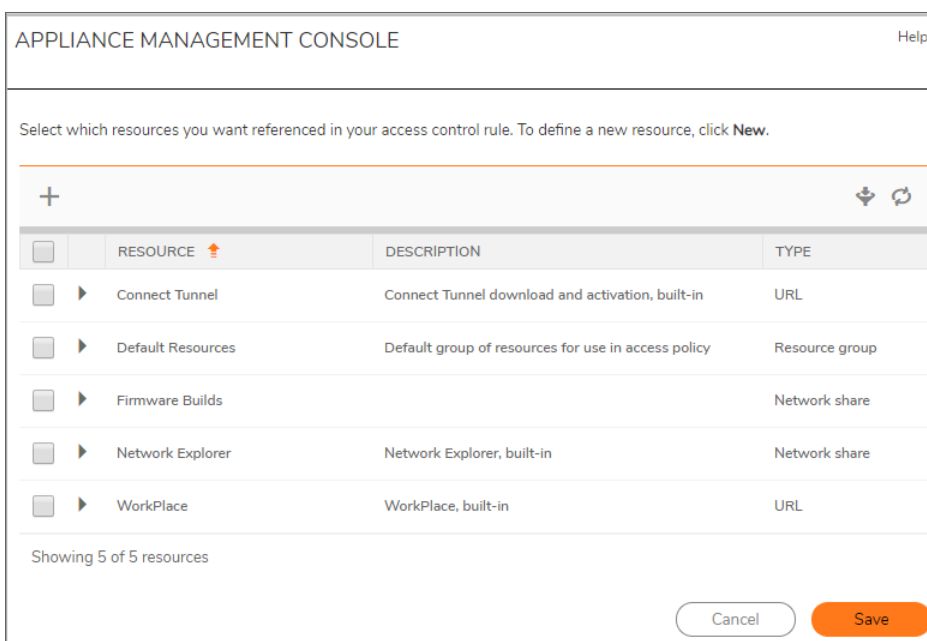 APPLIANCE MANAGEMENT CONSOLE Help
Select which resources you want referenced in your access control rule. To define a new resource, click New.
RESOURCE DESCRIPTION TYPE
Connect Tunnel Connect Tunnel download and activation, built-in URL
Default Resources Default group of resources for use in access policy Resource group
Firmware Builds Network share
Network Explorer Network Explorer, built-in Network share
WorkPlace WorkPlace, built-in URL
Showing 5 of 5 resources
Cancel Save